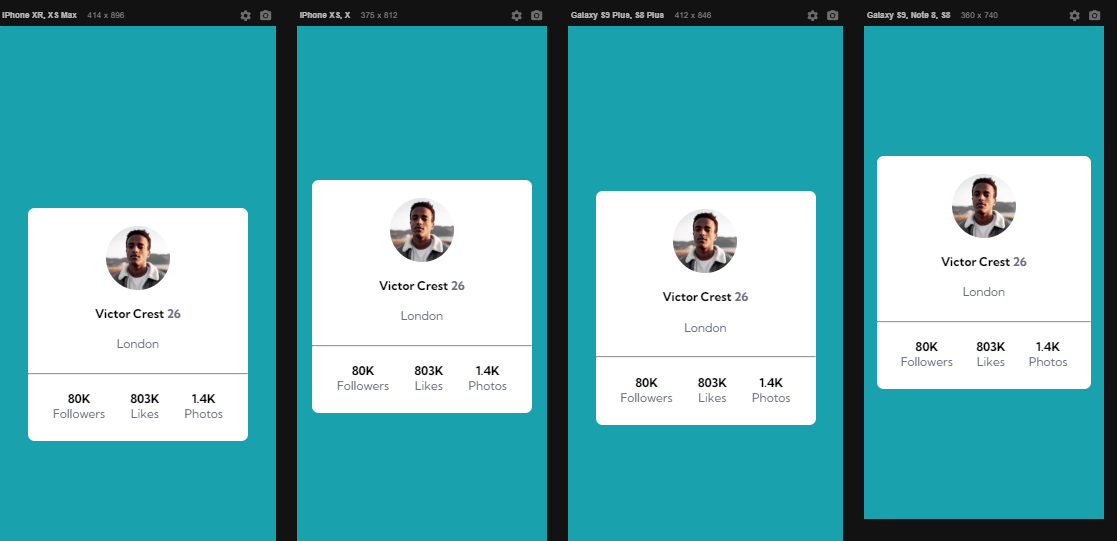 iPhone XR, XS Max 414 x 896
Victor Crest 26
London
80K 803K 1.4K
Followers Likes Photos
iPhone XS, X 375 x 812
Victor Crest 26
London
80K 803K 1.4K
Followers Likes Photos
Galaxy S9 Plus, S8 Plus 412 x 846
Victor Crest 26
London
80K 803K 1.4K
Followers Likes Photos
Galaxy S9, Note 8, S8 360 x 740
Victor Crest 26
London
80K 803K 1.4K
Followers Likes Photos